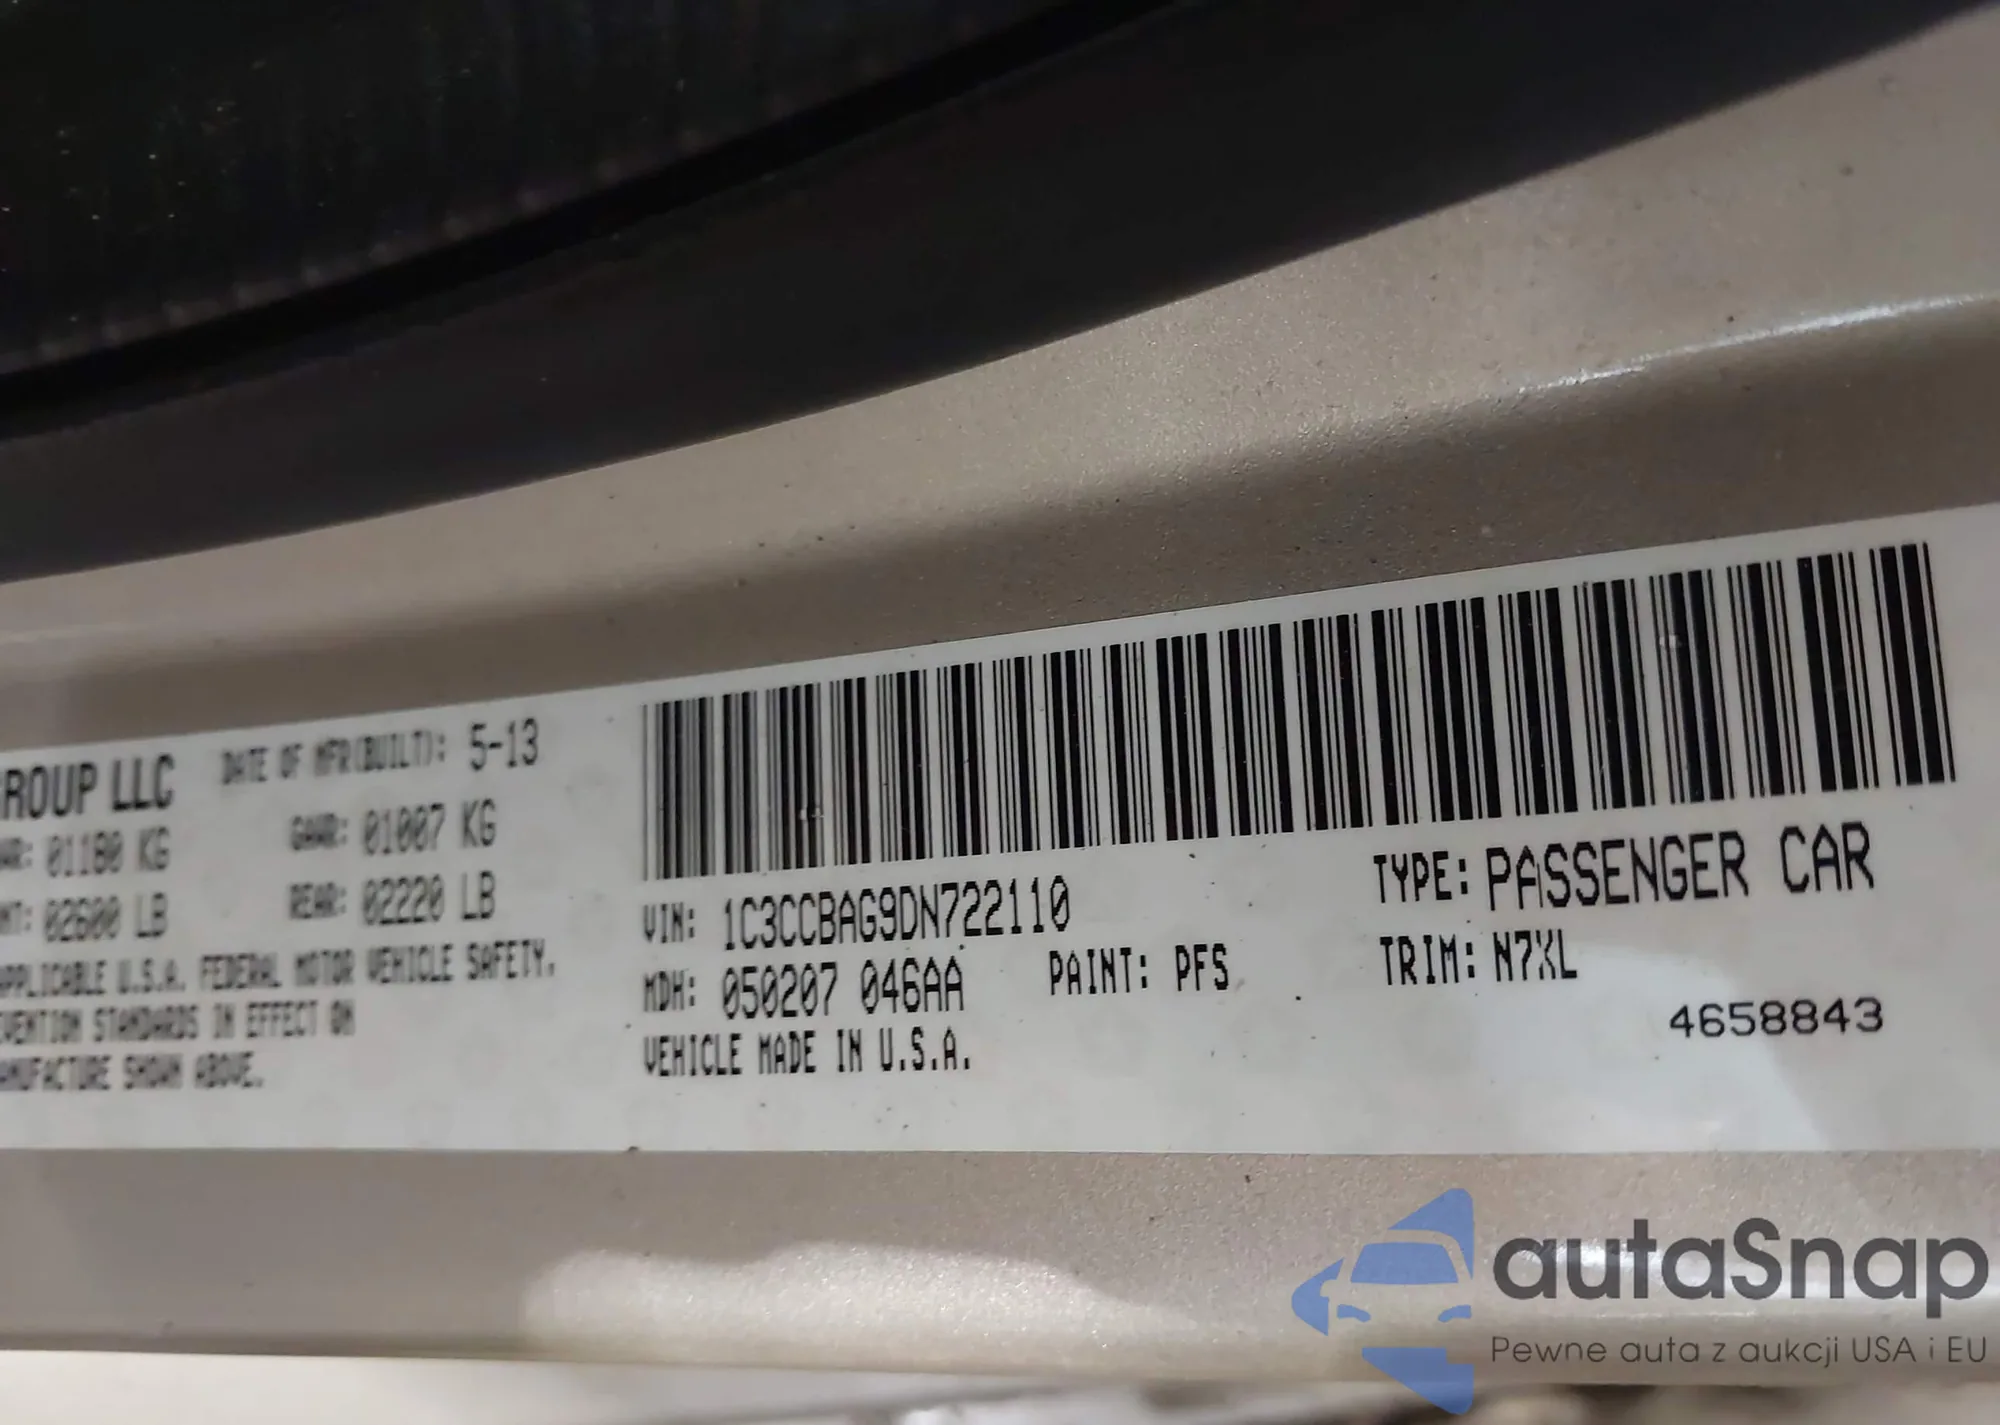 ROUP LLC DATE OF MFR(BUILT): 5-13
01180 KG GAWR: 01007 KG
02600 LB REAR: 02220 LB
APPLICABLE U.S.A. FEDERAL MOTOR VEHICLE SAFETY,
EVENTION STANDARDS IN EFFECT ON
ANUFACTURE SHOWN ABOVE.
VIN: 1C3CCBAG9DN722110 TYPE: PASSENGER CAR
MDH: 050207 046AA PAINT: PFS TRIM: N7XL
VEHICLE MADE IN U.S.A. 4658843
autaSnap
Pewne auta z aukcji USA i EU